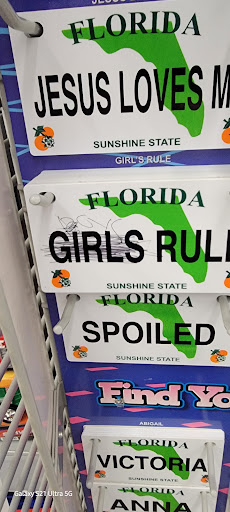 FLORIDA
JESUS LOVES M
SUNSHINE STATE
GIRL'S RULE
FLORIDA
GIRLS RUL
SUNSHINE STATE
FLORIDA
SPOILED
SUNSHINE STATE
Find Yo
ABIGAIL
FLORIDA
VICTORIA
SUNSHINE STATE
FLORIDA
ANNA
Galaxy S21 Ultra 5G